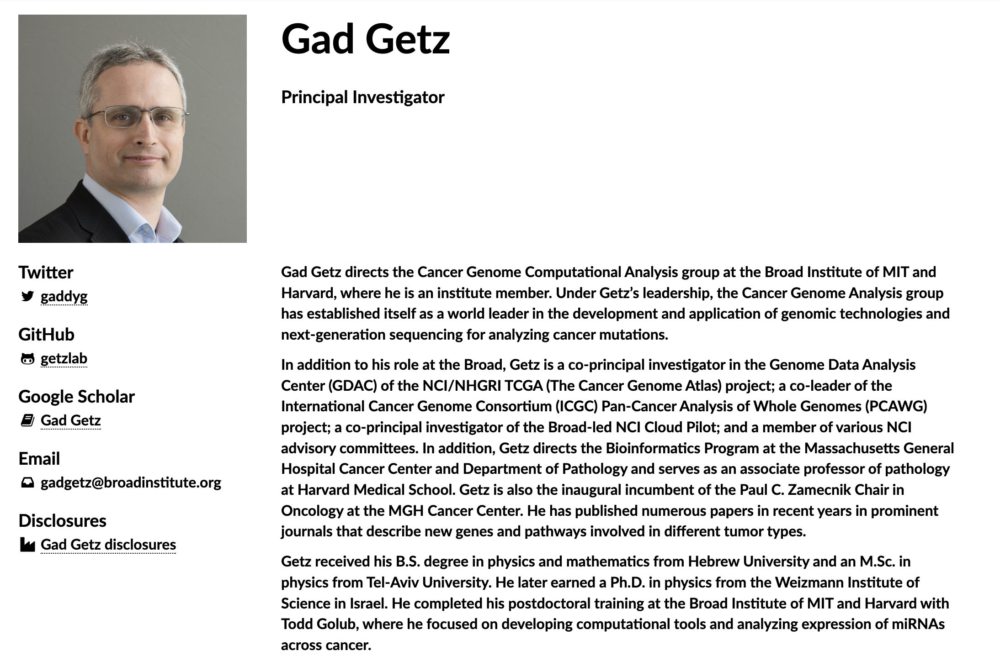 Gad Getz
Principal Investigator
Twitter
gaddyg
GitHub
getzlab
Google Scholar
Gad Getz
Email
gadgetz@broadinstitute.org
Disclosures
Gad Getz disclosures
Gad Getz directs the Cancer Genome Computational Analysis group at the Broad Institute of MIT and
Harvard, where he is an institute member. Under Getz’s leadership, the Cancer Genome Analysis group
has established itself as a world leader in the development and application of genomic technologies and
next-generation sequencing for analyzing cancer mutations.
In addition to his role at the Broad, Getz is a co-principal investigator in the Genome Data Analysis
Center (GDAC) of the NCI/NHGRI TCGA (The Cancer Genome Atlas) project; a co-leader of the
International Cancer Genome Consortium (ICGC) Pan-Cancer Analysis of Whole Genomes (PCAWG)
project; a co-principal investigator of the Broad-led NCI Cloud Pilot; and a member of various NCI
advisory committees. In addition, Getz directs the Bioinformatics Program at the Massachusetts General
Hospital Cancer Center and Department of Pathology and serves as an associate professor of pathology
at Harvard Medical School. Getz is also the inaugural incumbent of the Paul C. Zamecnik Chair in
Oncology at the MGH Cancer Center. He has published numerous papers in recent years in prominent
journals that describe new genes and pathways involved in different tumor types.
Getz received his B.S. degree in physics and mathematics from Hebrew University and an M.Sc. in
physics from Tel-Aviv University. He later earned a Ph.D. in physics from the Weizmann Institute of
Science in Israel. He completed his postdoctoral training at the Broad Institute of MIT and Harvard with
Todd Golub, where he focused on developing computational tools and analyzing expression of miRNAs
across cancer.